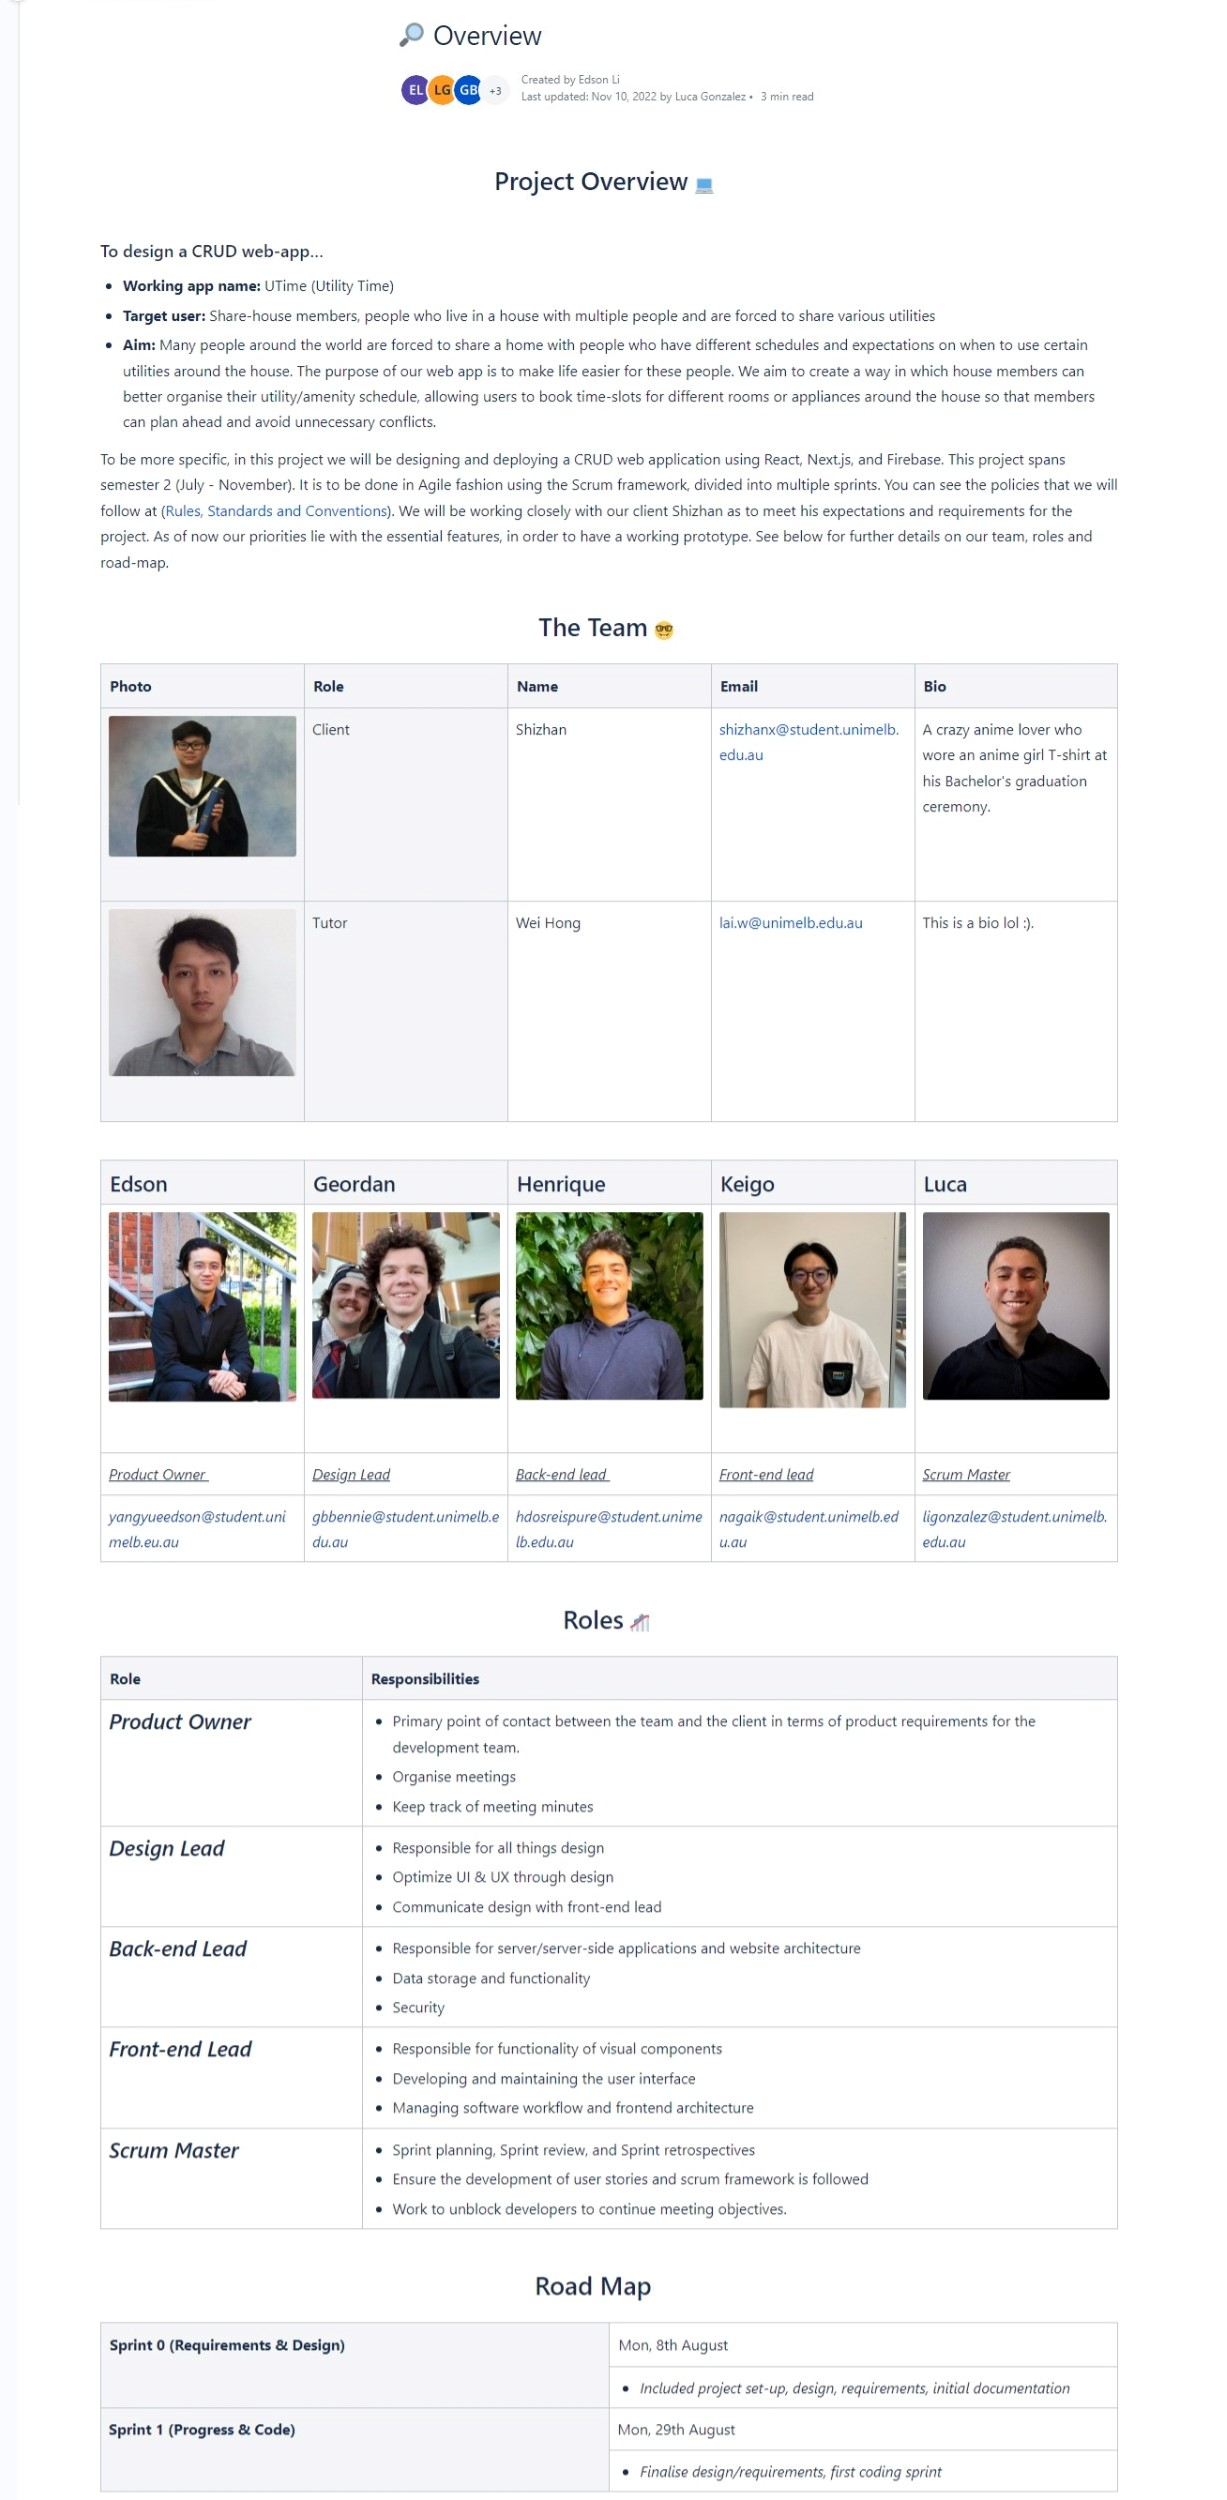 Overview
EL LG GB +3
Created by Edson Li
Last updated: Nov 10, 2022 by Luca Gonzalez • 3 min read
Project Overview
To design a CRUD web-app...
• Working app name: UTime (Utility Time)
• Target user: Share-house members, people who live in a house with multiple people and are forced to share various utilities
• Aim: Many people around the world are forced to share a home with people who have different schedules and expectations on when to use certain
utilities around the house. The purpose of our web app is to make life easier for these people. We aim to create a way in which house members can
better organise their utility/amenity schedule, allowing users to book time-slots for different rooms or appliances around the house so that members
can plan ahead and avoid unnecessary conflicts.
To be more specific, in this project we will be designing and deploying a CRUD web application using React, Next.js, and Firebase. This project spans
semester 2 (July - November). It is to be done in Agile fashion using the Scrum framework, divided into multiple sprints. You can see the policies that we will
follow at (Rules, Standards and Conventions). We will be working closely with our client Shizhan as to meet his expectations and requirements for the
project. As of now our priorities lie with the essential features, in order to have a working prototype. See below for further details on our team, roles and
road-map.
The Team
Photo Role Name Email Bio
Client Shizhan shizhanx@student.unimelb. A crazy anime lover who
edu.au wore an anime girl T-shirt at
his Bachelor's graduation
ceremony.
Tutor Wei Hong lai.w@unimelb.edu.au This is a bio lol :).
Edson Geordan Henrique Keigo Luca
Product Owner Design Lead Back-end lead Front-end lead Scrum Master
yangyueedson@student.uni gbbennie@student.unimelb.e hdosreispure@student.unime nagaik@student.unimelb.ed ligonzalez@student.unimelb.
melb.eu.au du.au lb.edu.au u.au edu.au
Roles
Role Responsibilities
Product Owner
• Primary point of contact between the team and the client in terms of product requirements for the
development team.
• Organise meetings
• Keep track of meeting minutes
Design Lead
• Responsible for all things design
• Optimize UI & UX through design
• Communicate design with front-end lead
Back-end Lead
• Responsible for server/server-side applications and website architecture
• Data storage and functionality
• Security
Front-end Lead
• Responsible for functionality of visual components
• Developing and maintaining the user interface
• Managing software workflow and frontend architecture
Scrum Master
• Sprint planning, Sprint review, and Sprint retrospectives
• Ensure the development of user stories and scrum framework is followed
• Work to unblock developers to continue meeting objectives.
Road Map
Sprint 0 (Requirements & Design) Mon, 8th August
• Included project set-up, design, requirements, initial documentation
Sprint 1 (Progress & Code) Mon, 29th August
• Finalise design/requirements, first coding sprint